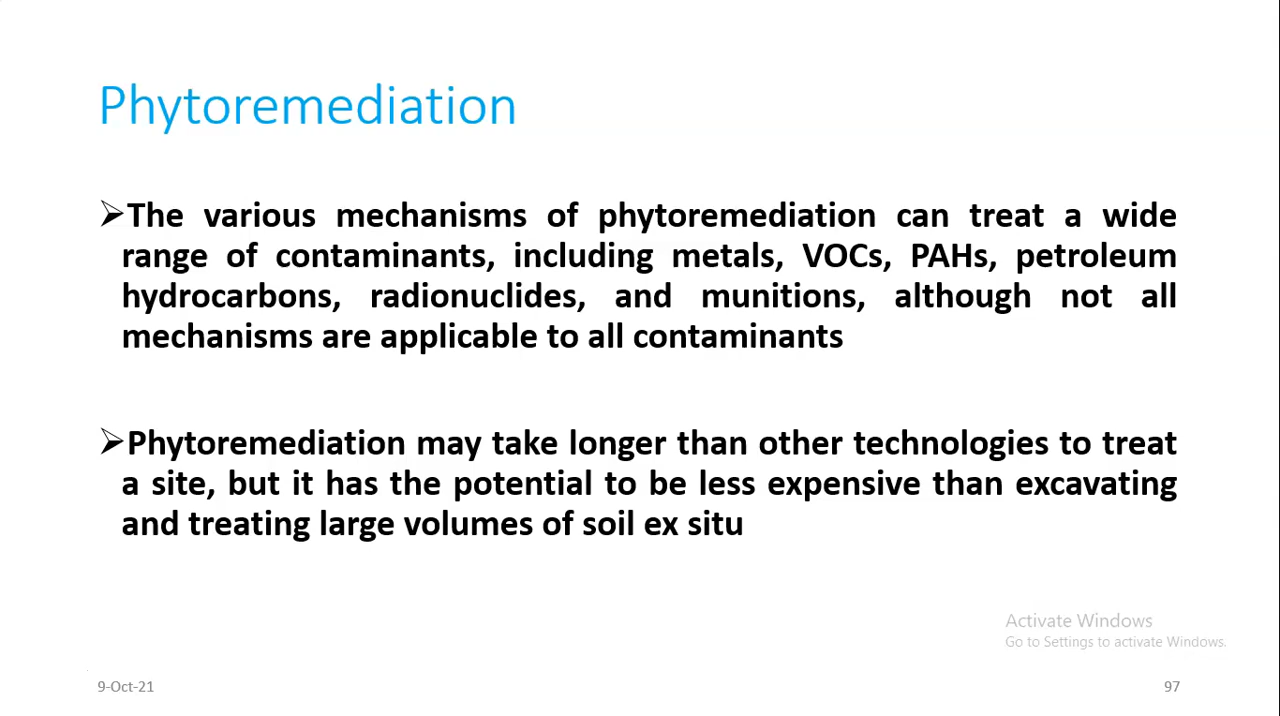 Phytoremediation
➢The various mechanisms of phytoremediation can treat a wide
range of contaminants, including metals, VOCs, PAHs, petroleum
hydrocarbons, radionuclides, and munitions, although not all
mechanisms are applicable to all contaminants
➢Phytoremediation may take longer than other technologies to treat
a site, but it has the potential to be less expensive than excavating
and treating large volumes of soil ex situ
Activate Windows
Go to Settings to activate Windows.
9-Oct-21
97